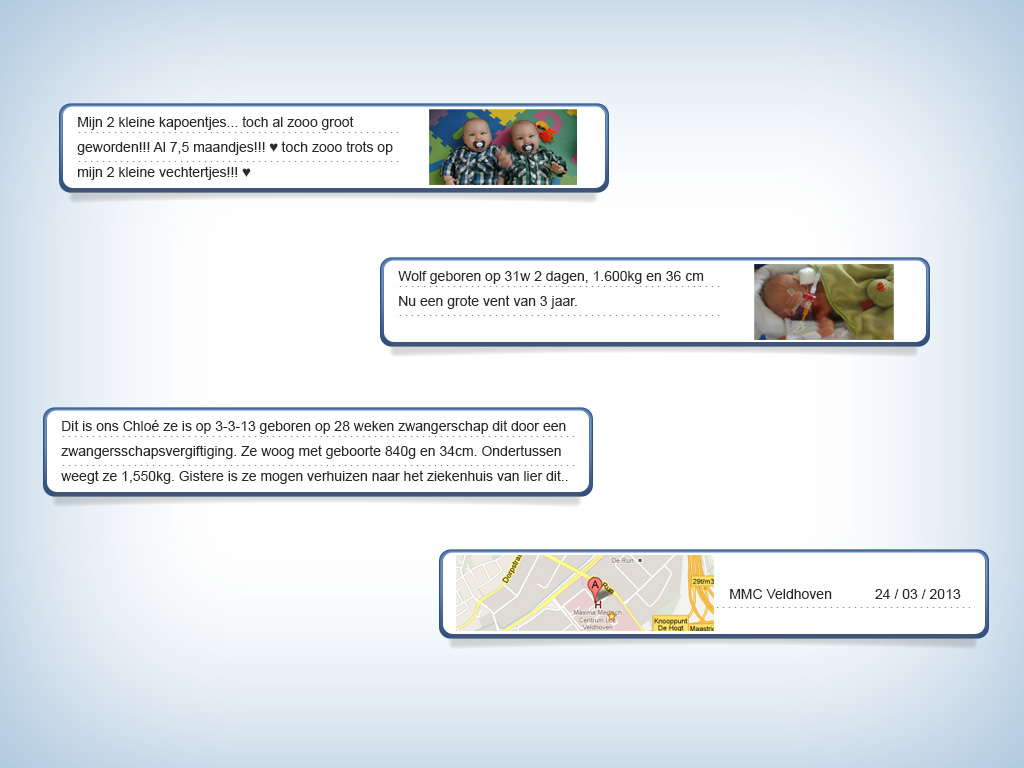 Mijn 2 kleine kapoentjes... toch al zooo groot
geworden!!! Al 7,5 maandjes!!! ♥ toch zooo trots op
mijn 2 kleine vechtertjes!!! ♥
Wolf geboren op 31w 2 dagen, 1.600kg en 36 cm
Nu een grote vent van 3 jaar.
Dit is ons Chloé ze is op 3-3-13 geboren op 28 weken zwangerschap dit door een
zwangersschapsvergiftiging. Ze woog met geboorte 840g en 34cm. Ondertussen
weegt ze 1,550kg. Gistere is ze mogen verhuizen naar het ziekenhuis van lier dit..
De Run
Dorpstraa
29t/m3
A
Run
H
Máxima Medisch
Centrum Loc
Veldhoven
Knooppunt
De Hogt
Maastric
MMC Veldhoven 24 / 03 / 2013